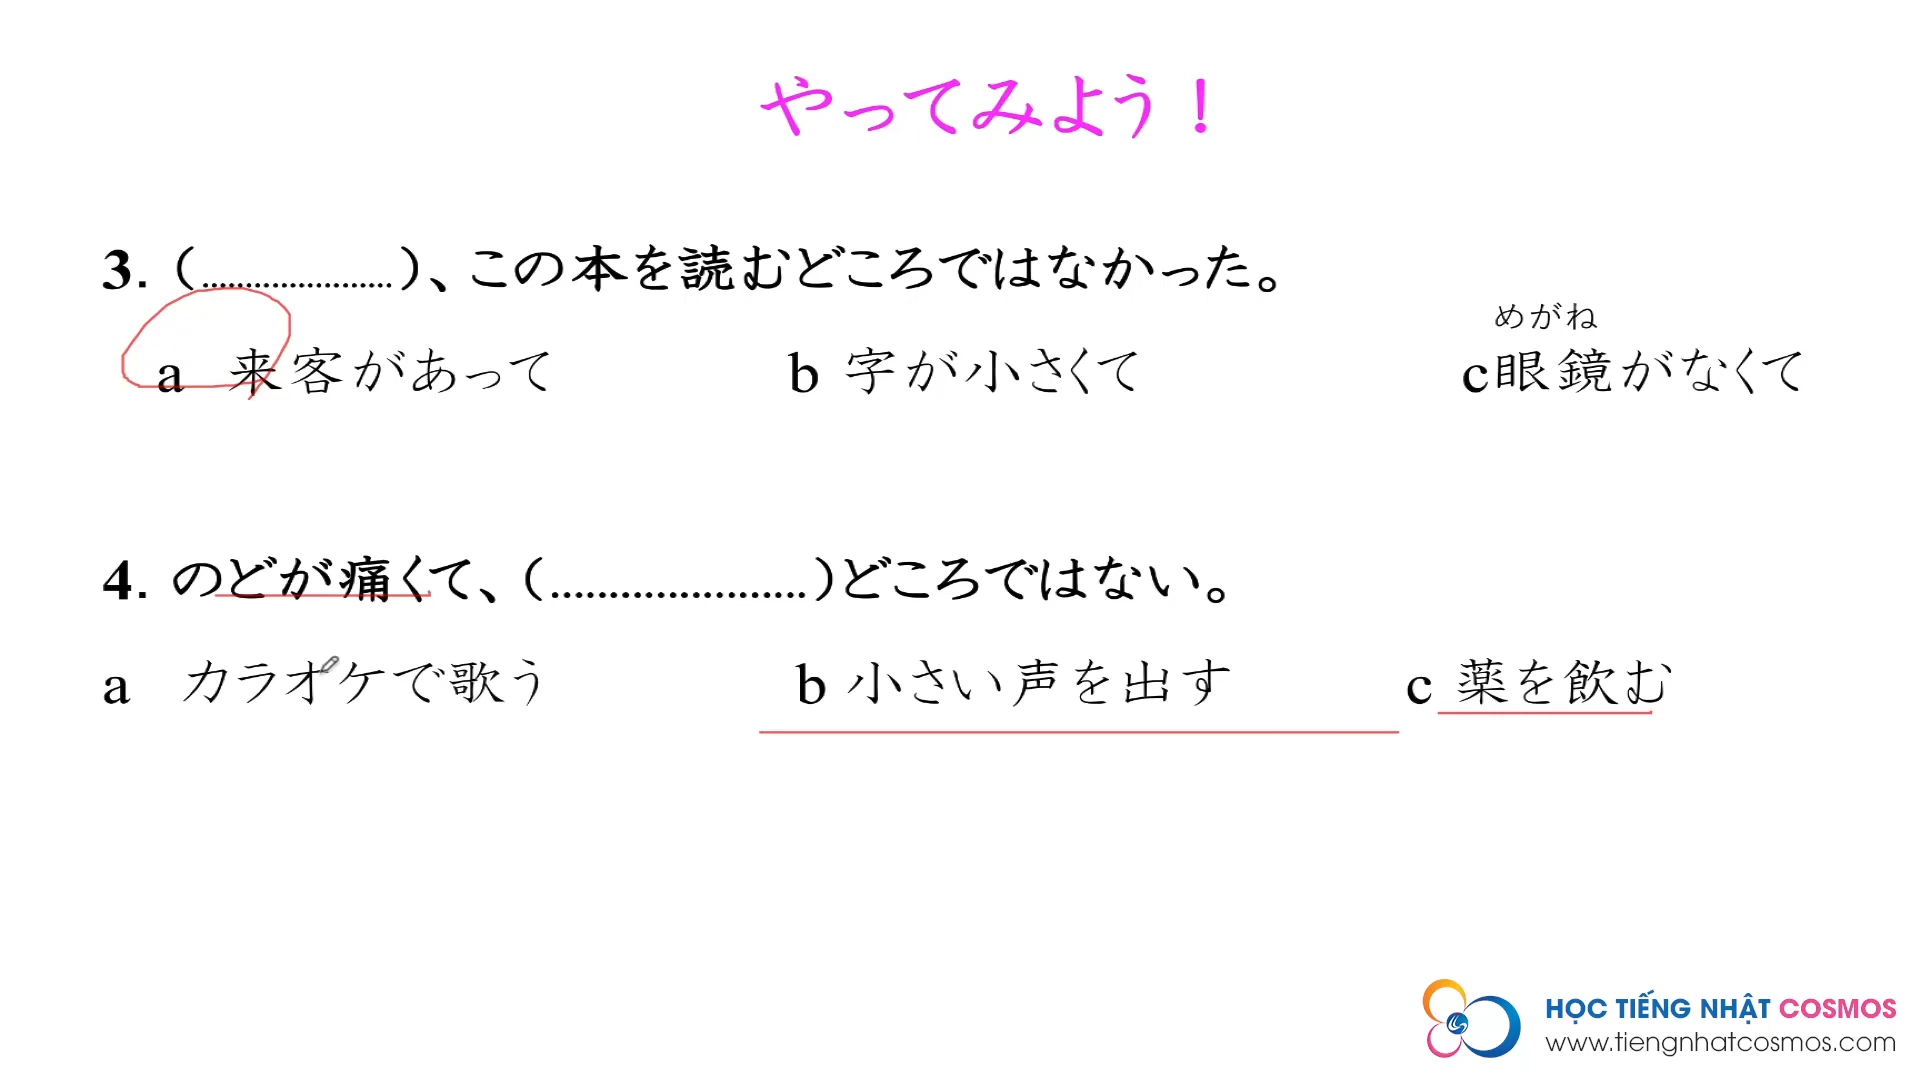 やってみよう！
3. （.....................）、この本を読むどころではなかった。
めがね
a 来客があって b 字が小さくて c眼鏡がなくて
4. のどが痛くて、（......................）どころではない。
a カラオケで歌う b 小さい声を出す c 薬を飲む
HỌC TIẾNG NHẬT COSMOS
www.tiengnhatcosmos.com